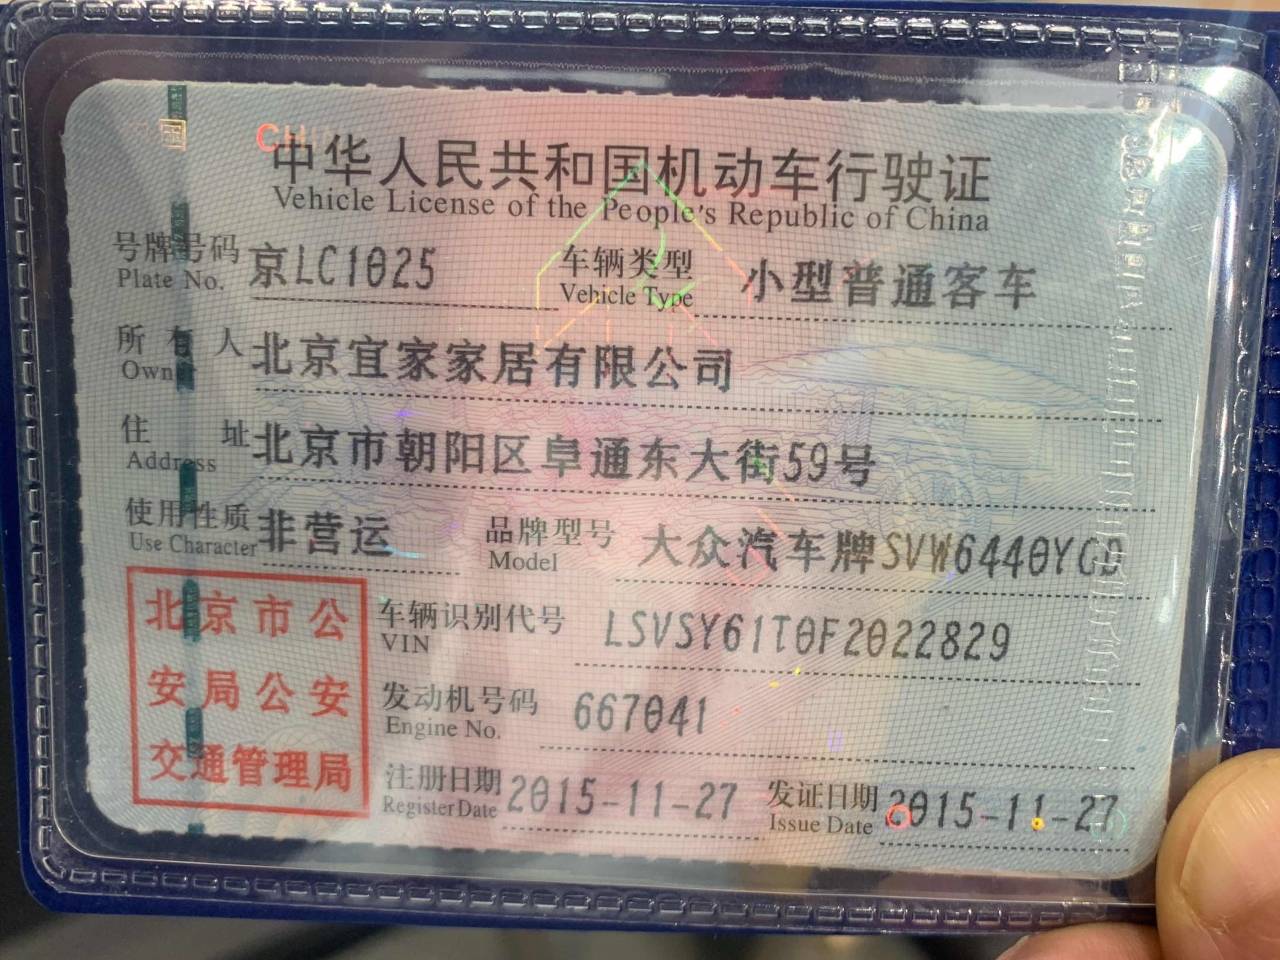 中华人民共和国机动车行驶证
Vehicle License of the People's Republic of China
号牌号码 京LC1025 车辆类型 小型普通客车
Plate No. Vehicle Type
所有人 北京宜家家居有限公司
Own
住址 北京市朝阳区阜通东大街59号
Address
使用性质 非营运 品牌型号 大众汽车牌SVW6440YGD
Use Character Model
车辆识别代号 LSVSY61T0F2022829
VIN
发动机号码 667041
Engine No.
注册日期 2015-11-27 发证日期 2015-11-27
Register Date Issue Date
北京市公
安局公安
交通管理局